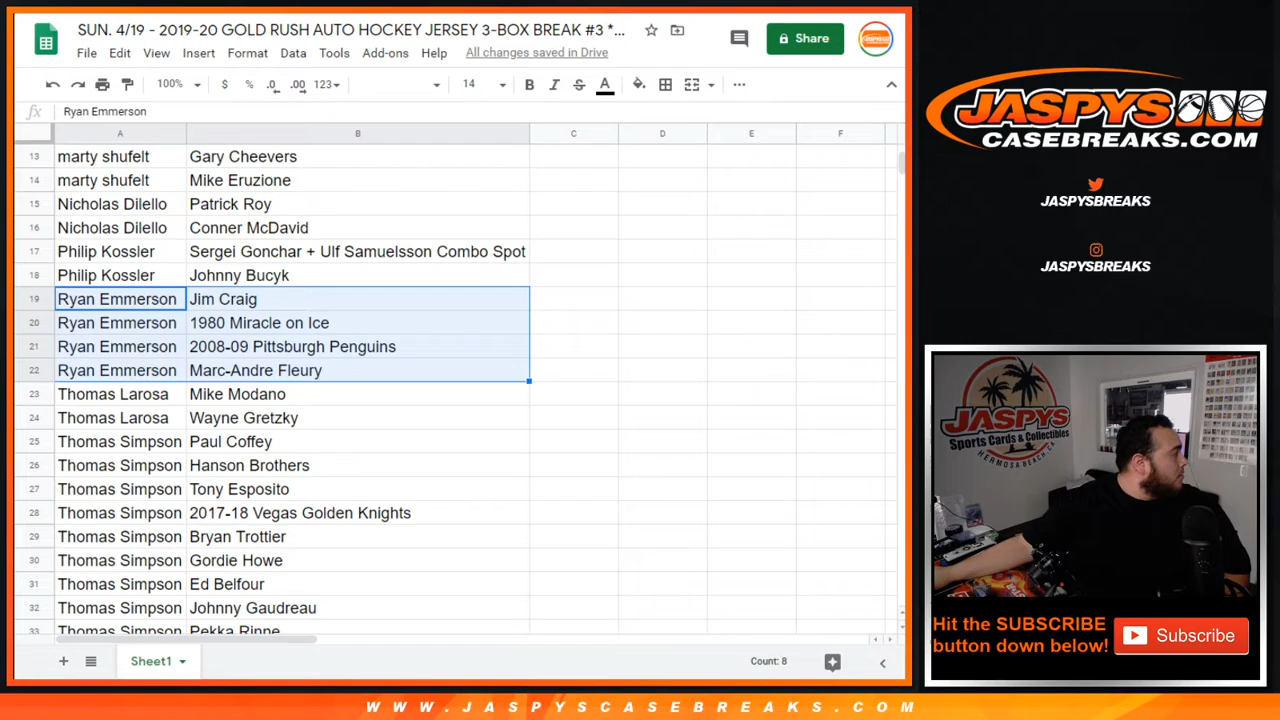 SUN. 4/19 - 2019-20 GOLD RUSH AUTO HOCKEY JERSEY 3-BOX BREAK #3 *...
File Edit View Insert Format Data Tools Add-ons Help All changes saved in Drive
Share
100% $ % .0 .00 123 14 B I S A
fx Ryan Emmerson
A B C D E F
13 marty shufelt Gary Cheevers
14 marty shufelt Mike Eruzione
15 Nicholas Dilello Patrick Roy
16 Nicholas Dilello Conner McDavid
17 Philip Kossler Sergei Gonchar + Ulf Samuelsson Combo Spot
18 Philip Kossler Johnny Bucyk
19 Ryan Emmerson Jim Craig
20 Ryan Emmerson 1980 Miracle on Ice
21 Ryan Emmerson 2008-09 Pittsburgh Penguins
22 Ryan Emmerson Marc-Andre Fleury
23 Thomas Larosa Mike Modano
24 Thomas Larosa Wayne Gretzky
25 Thomas Simpson Paul Coffey
26 Thomas Simpson Hanson Brothers
27 Thomas Simpson Tony Esposito
28 Thomas Simpson 2017-18 Vegas Golden Knights
29 Thomas Simpson Bryan Trottier
30 Thomas Simpson Gordie Howe
31 Thomas Simpson Ed Belfour
32 Thomas Simpson Johnny Gaudreau
33 Thomas Simpson Pekka Rinne
Sheet1
Count: 8
JASPYS
CASEBREAKS.COM
JASPYSBREAKS
JASPYSBREAKS
JASPYS
Sports Cards & Collectibles
HERMOSA BEACH, CA
Hit the SUBSCRIBE
button down below!
Subscribe
WWW.JASPYSCASEBREAKS.COM